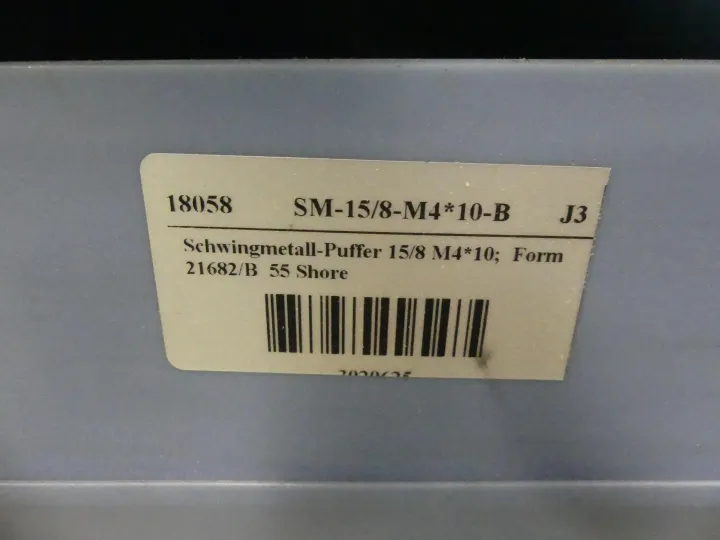 18058 SM-15/8-M4*10-B J3
Schwingmetall-Puffer 15/8 M4*10; Form
21682/B 55 Shore